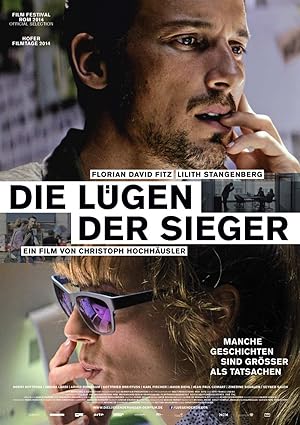 FILM FESTIVAL
ROM 2014
OFFICIAL SELECTION
HOFER
FILMTAGE 2014
FLORIAN DAVID FITZ | LILITH STANGENBERG
DIE LÜGEN
DER SIEGER
EIN FILM VON CHRISTOPH HOCHHÄUSLER
MANCHE
GESCHICHTEN
SIND GRÖSSER
ALS TATSACHEN